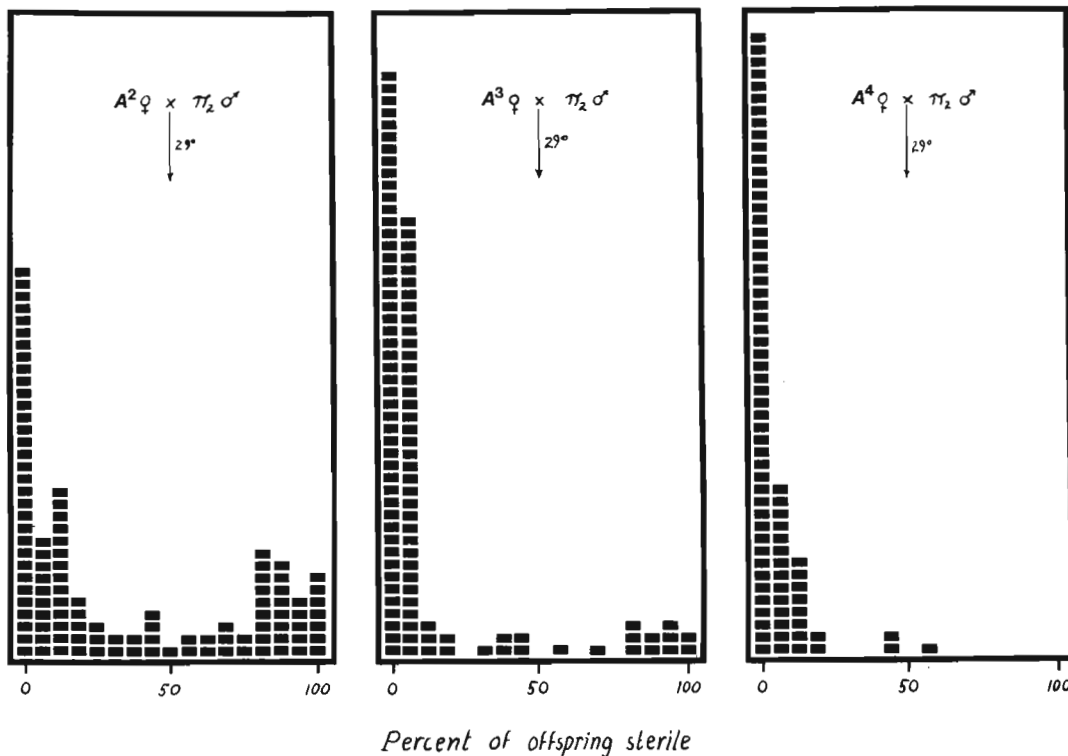 A² ♀ x π₂ ♂
29°
0 50 100
A³ ♀ x π₂ ♂
29°
0 50 100
A⁴ ♀ x π₂ ♂
29°
0 50 100
Percent of offspring sterile